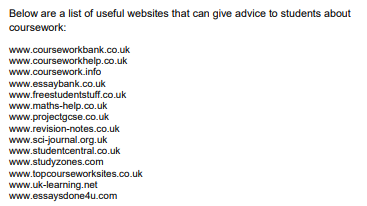 Below are a list of useful websites that can give advice to students about
coursework:
www.courseworkbank.co.uk
www.courseworkhelp.co.uk
www.coursework.info
www.essaybank.co.uk
www.freestudentstuff.co.uk
www.maths-help.co.uk
www.projectgcse.co.uk
www.revision-notes.co.uk
www.sci-journal.org.uk
www.studentcentral.co.uk
www.studyzones.com
www.topcourseworksites.co.uk
www.uk-learning.net
www.essaysdone4u.com